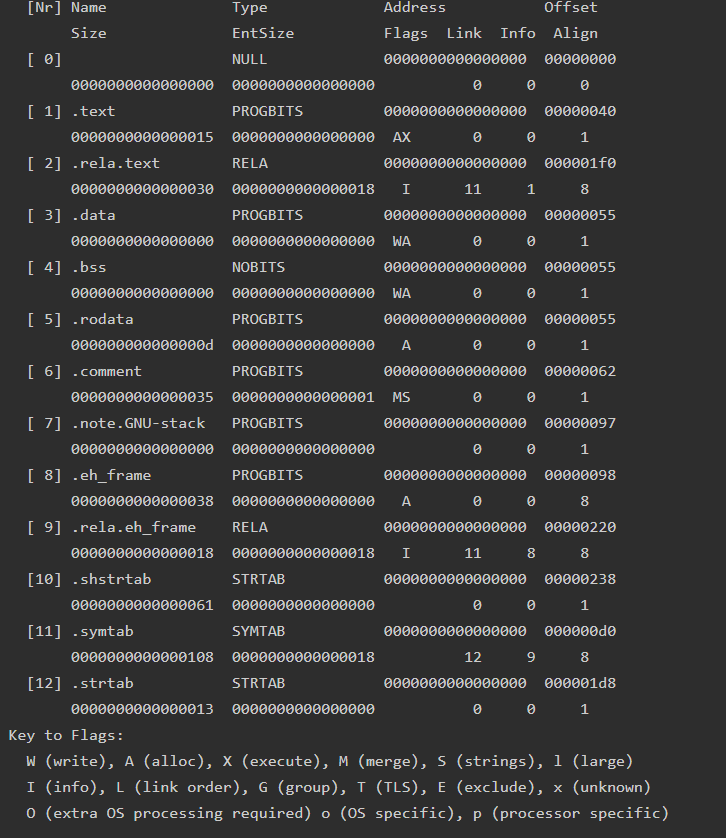 [Nr] Name              Type             Address           Offset
     Size              EntSize          Flags  Link  Info  Align
[ 0]                   NULL             0000000000000000  00000000
     0000000000000000  0000000000000000           0     0     0
[ 1] .text             PROGBITS         0000000000000000  00000040
     0000000000000015  0000000000000000  AX       0     0     1
[ 2] .rela.text        RELA             0000000000000000  000001f0
     0000000000000030  0000000000000018   I      11     1     8
[ 3] .data             PROGBITS         0000000000000000  00000055
     0000000000000000  0000000000000000  WA       0     0     1
[ 4] .bss              NOBITS           0000000000000000  00000055
     0000000000000000  0000000000000000  WA       0     0     1
[ 5] .rodata           PROGBITS         0000000000000000  00000055
     000000000000000d  0000000000000000   A       0     0     1
[ 6] .comment          PROGBITS         0000000000000000  00000062
     0000000000000035  0000000000000001  MS       0     0     1
[ 7] .note.GNU-stack   PROGBITS         0000000000000000  00000097
     0000000000000000  0000000000000000           0     0     1
[ 8] .eh_frame         PROGBITS         0000000000000000  00000098
     0000000000000038  0000000000000000   A       0     0     8
[ 9] .rela.eh_frame    RELA             0000000000000000  00000220
     0000000000000018  0000000000000018   I      11     8     8
[10] .shstrtab         STRTAB           0000000000000000  00000238
     0000000000000061  0000000000000000           0     0     1
[11] .symtab           SYMTAB           0000000000000000  000000d0
     0000000000000108  0000000000000018          12     9     8
[12] .strtab           STRTAB           0000000000000000  000001d8
     0000000000000013  0000000000000000           0     0     1
Key to Flags:
W (write), A (alloc), X (execute), M (merge), S (strings), l (large)
I (info), L (link order), G (group), T (TLS), E (exclude), x (unknown)
O (extra OS processing required) o (OS specific), p (processor specific)